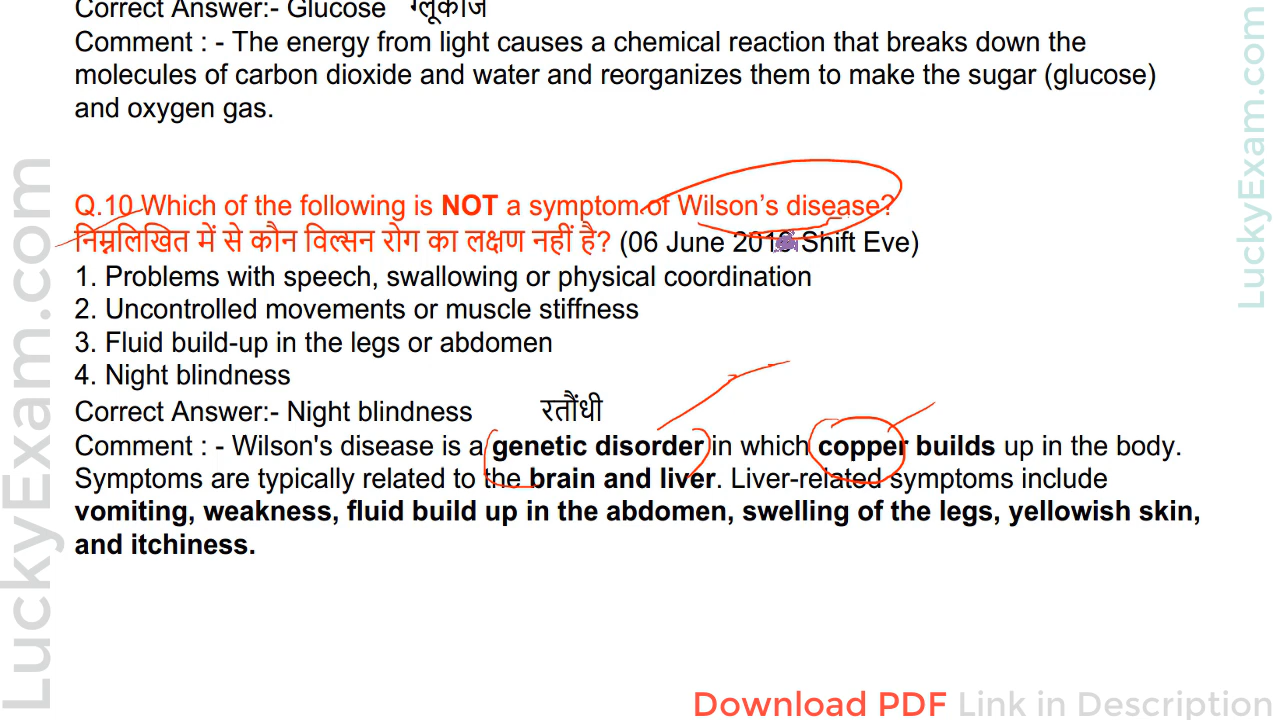 Correct Answer:- Glucose ग्लूकोज
Comment : - The energy from light causes a chemical reaction that breaks down the
molecules of carbon dioxide and water and reorganizes them to make the sugar (glucose)
and oxygen gas.
Q.10 Which of the following is NOT a symptom of Wilson's disease?
निम्नलिखित में से कौन विल्सन रोग का लक्षण नहीं है? (06 June 2019 Shift Eve)
1. Problems with speech, swallowing or physical coordination
2. Uncontrolled movements or muscle stiffness
3. Fluid build-up in the legs or abdomen
4. Night blindness
Correct Answer:- Night blindness रतौंधी
Comment : - Wilson's disease is a genetic disorder in which copper builds up in the body.
Symptoms are typically related to the brain and liver. Liver-related symptoms include
vomiting, weakness, fluid build up in the abdomen, swelling of the legs, yellowish skin,
and itchiness.
LuckyExam.com
LuckyExam.com
Download PDF Link in Description